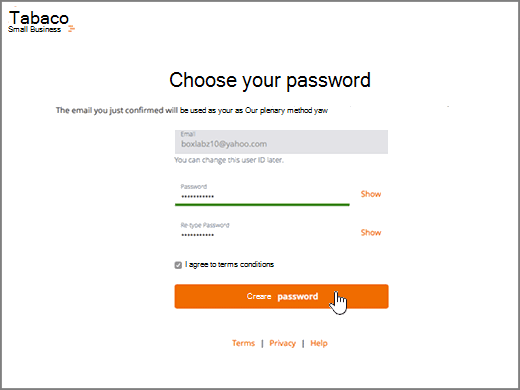 Tabaco
Small Business
Choose your password
The email you just confirmed will be used as your as Our plenary method yaw
Email
boxlabz10@yahoo.com
You can change this user ID later.
Password
•••••••••••
Show
Re-type Password
•••••••••••
Show
I agree to terms conditions
Creare password
Terms | Privacy | Help